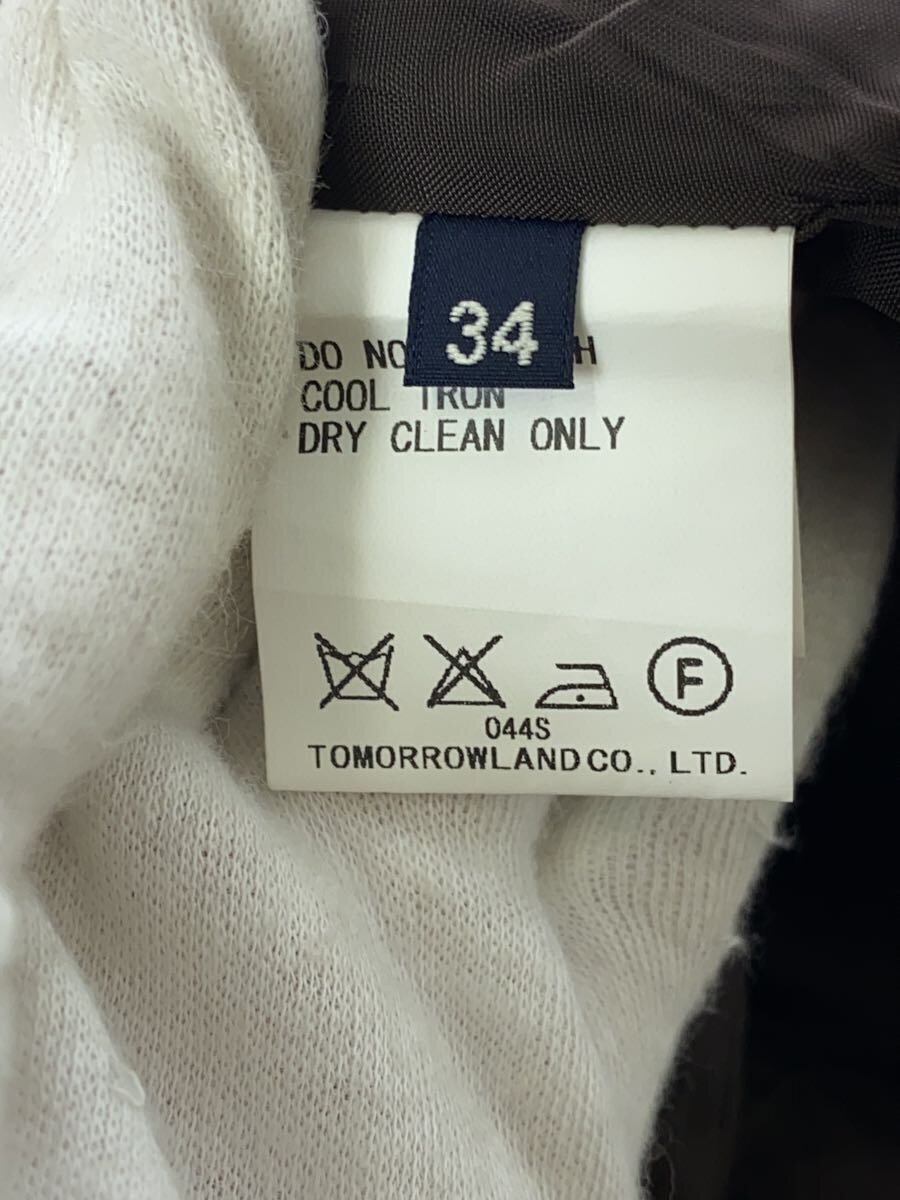 34
DO NO H
COOL IRON
DRY CLEAN ONLY
F
044S
TOMORROWLAND CO., LTD.